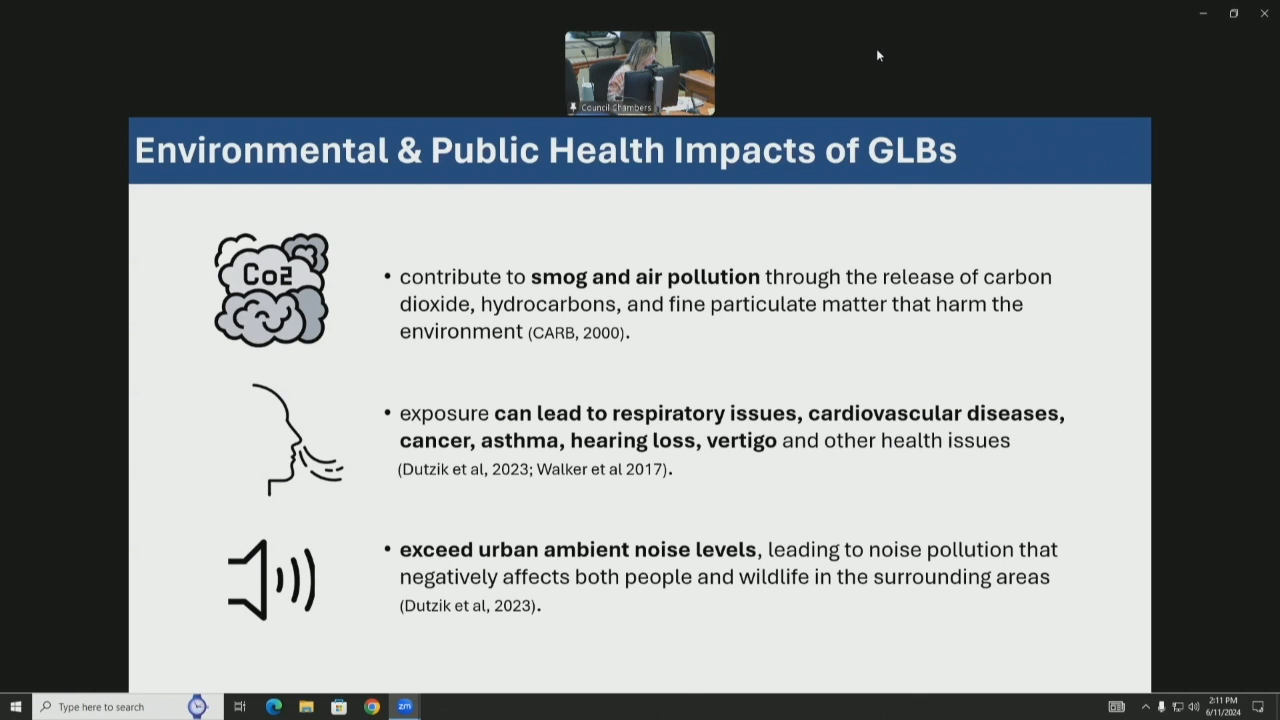 Council Chambers
Environmental & Public Health Impacts of GLBs
Co2
• contribute to smog and air pollution through the release of carbon
dioxide, hydrocarbons, and fine particulate matter that harm the
environment (CARB, 2000).
• exposure can lead to respiratory issues, cardiovascular diseases,
cancer, asthma, hearing loss, vertigo and other health issues
(Dutzik et al, 2023; Walker et al 2017).
• exceed urban ambient noise levels, leading to noise pollution that
negatively affects both people and wildlife in the surrounding areas
(Dutzik et al, 2023).
Type here to search
zm
2:11 PM
6/11/2024